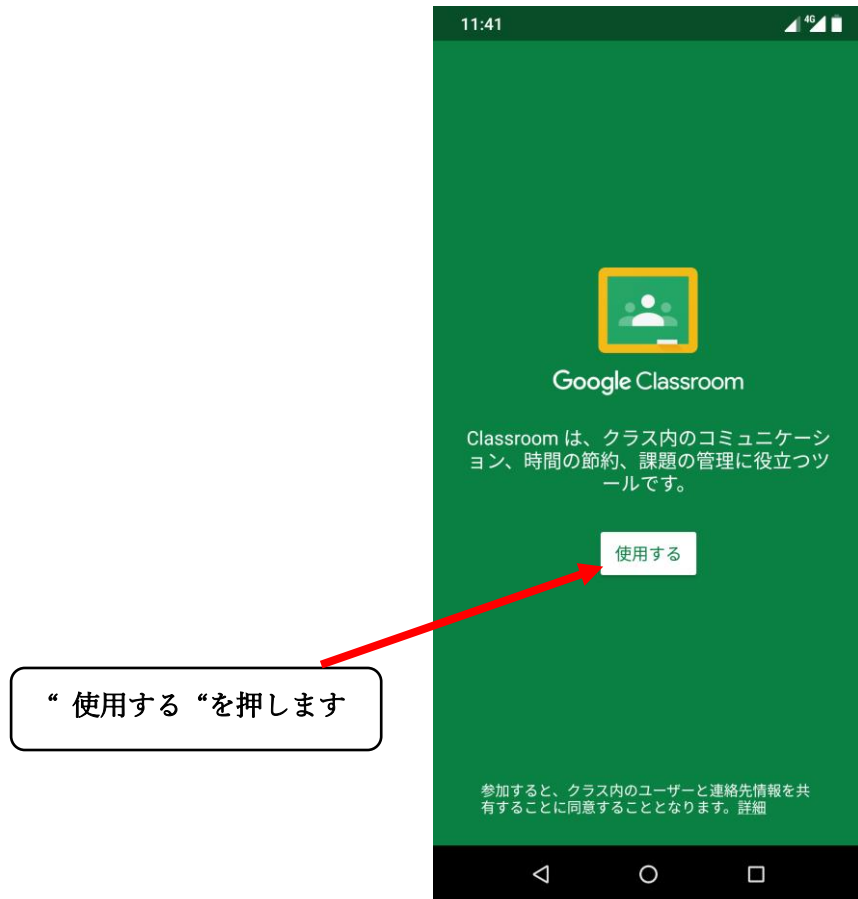 11:41
4G
Google Classroom
Classroom は、クラス内のコミュニケーシ
ョン、時間の節約、課題の管理に役立つツ
ールです。
使用する
“ 使用する “を押します
参加すると、クラス内のユーザーと連絡先情報を共
有することに同意することとなります。詳細